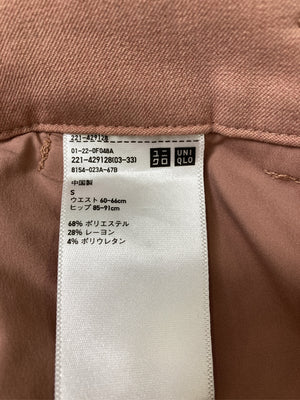 221-429128
01-22-0F048A
221-429128(03-33)
8154-023A-67B
UNI
QLO
中国製
S
ウエスト 60-66cm
ヒップ 85-91cm
68% ポリエステル
28% レーヨン
4% ポリウレタン